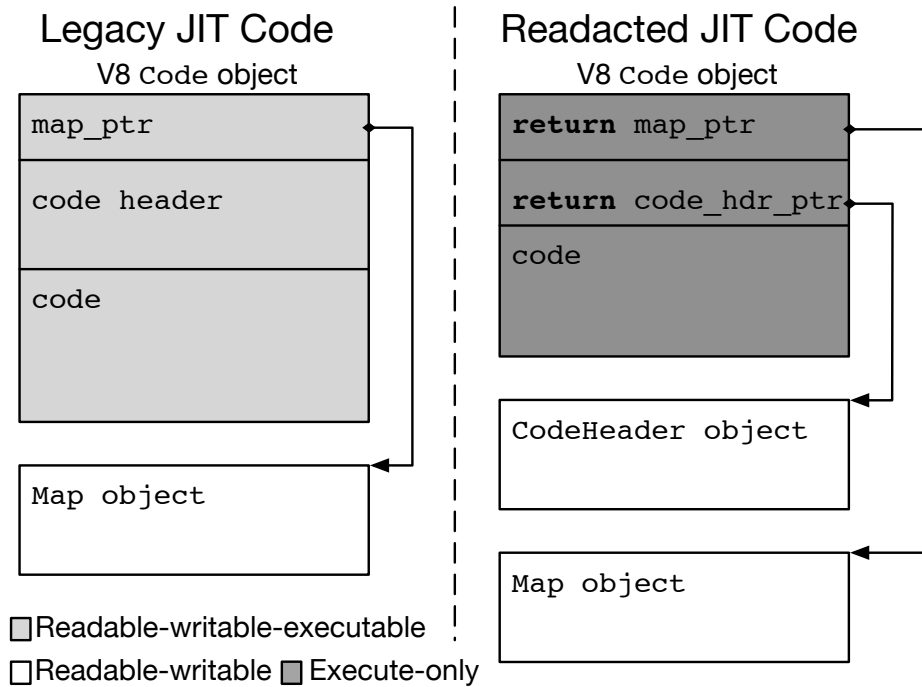 Legacy JIT Code
V8 Code object
map_ptr
code header
code
Map object
Readacted JIT Code
V8 Code object
return map_ptr
return code_hdr_ptr
code
CodeHeader object
Map object
Readable-writable-executable
Readable-writable
Execute-only